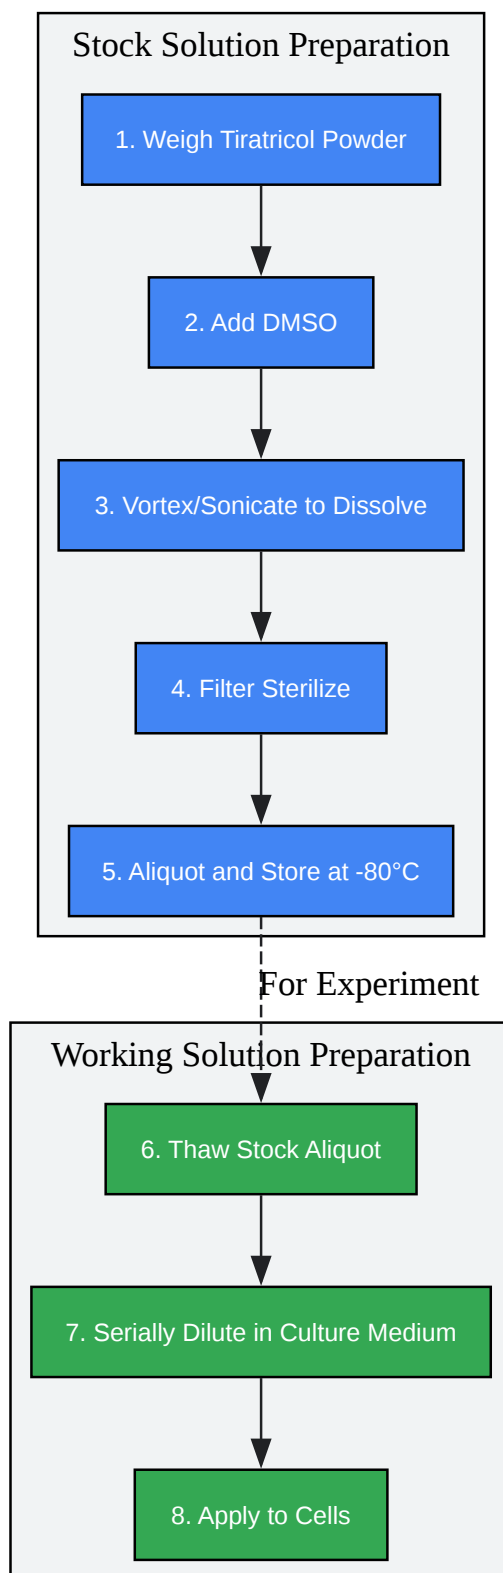 Stock Solution Preparation
1. Weigh Tiratricol Powder
2. Add DMSO
3. Vortex/Sonicate to Dissolve
4. Filter Sterilize
5. Aliquot and Store at -80°C
For Experiment
Working Solution Preparation
6. Thaw Stock Aliquot
7. Serially Dilute in Culture Medium
8. Apply to Cells